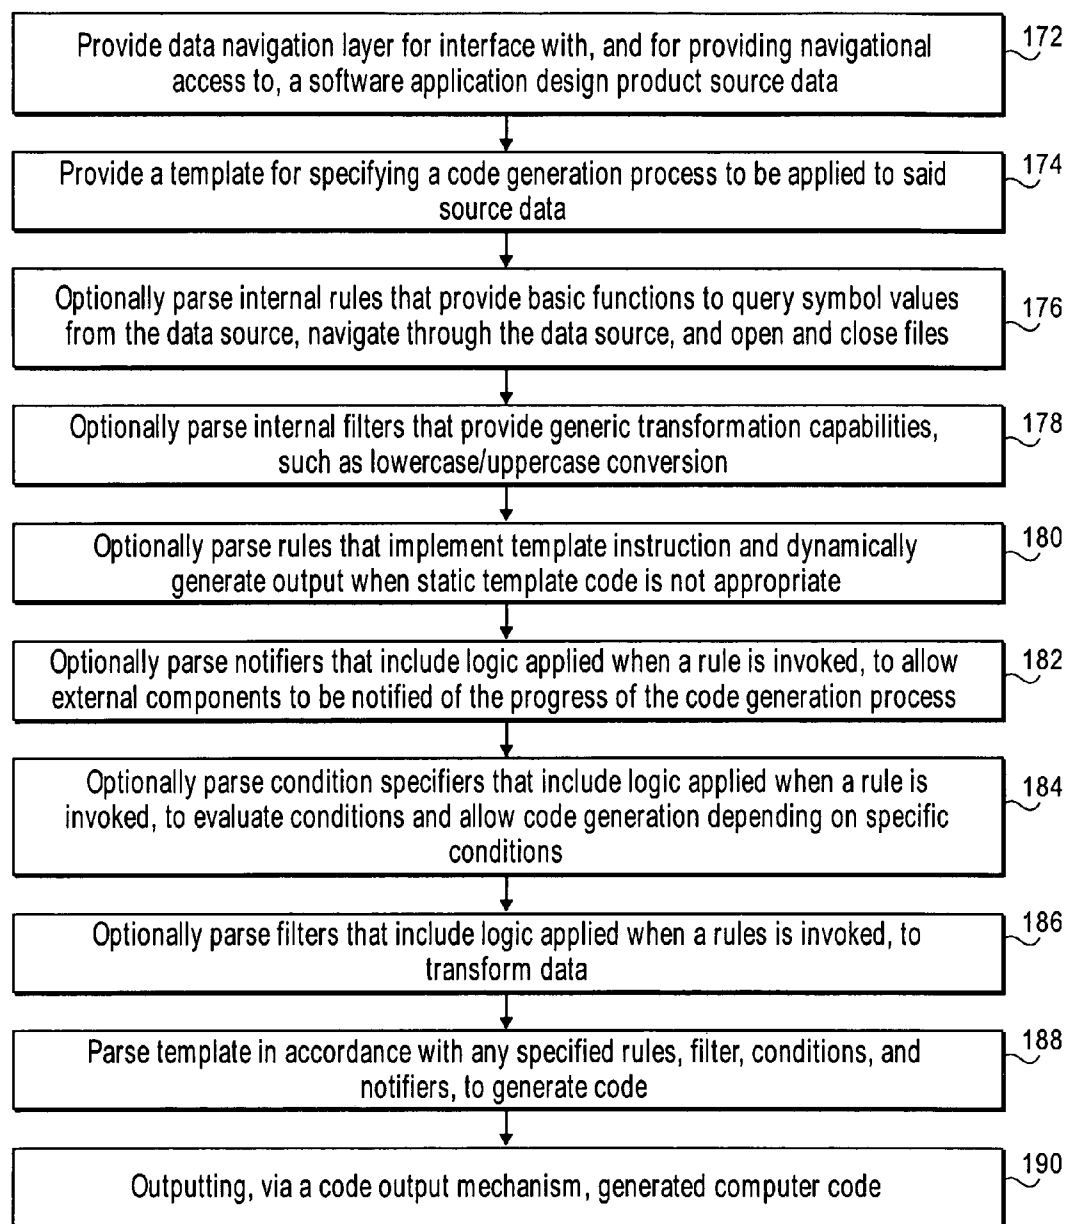 Provide data navigation layer for interface with, and for providing navigational
access to, a software application design product source data
172
Provide a template for specifying a code generation process to be applied to said
source data
174
Optionally parse internal rules that provide basic functions to query symbol values
from the data source, navigate through the data source, and open and close files
176
Optionally parse internal filters that provide generic transformation capabilities,
such as lowercase/uppercase conversion
178
Optionally parse rules that implement template instruction and dynamically
generate output when static template code is not appropriate
180
Optionally parse notifiers that include logic applied when a rule is invoked, to allow
external components to be notified of the progress of the code generation process
182
Optionally parse condition specifiers that include logic applied when a rule is
invoked, to evaluate conditions and allow code generation depending on specific
conditions
184
Optionally parse filters that include logic applied when a rules is invoked, to
transform data
186
Parse template in accordance with any specified rules, filter, conditions, and
notifiers, to generate code
188
Outputting, via a code output mechanism, generated computer code
190